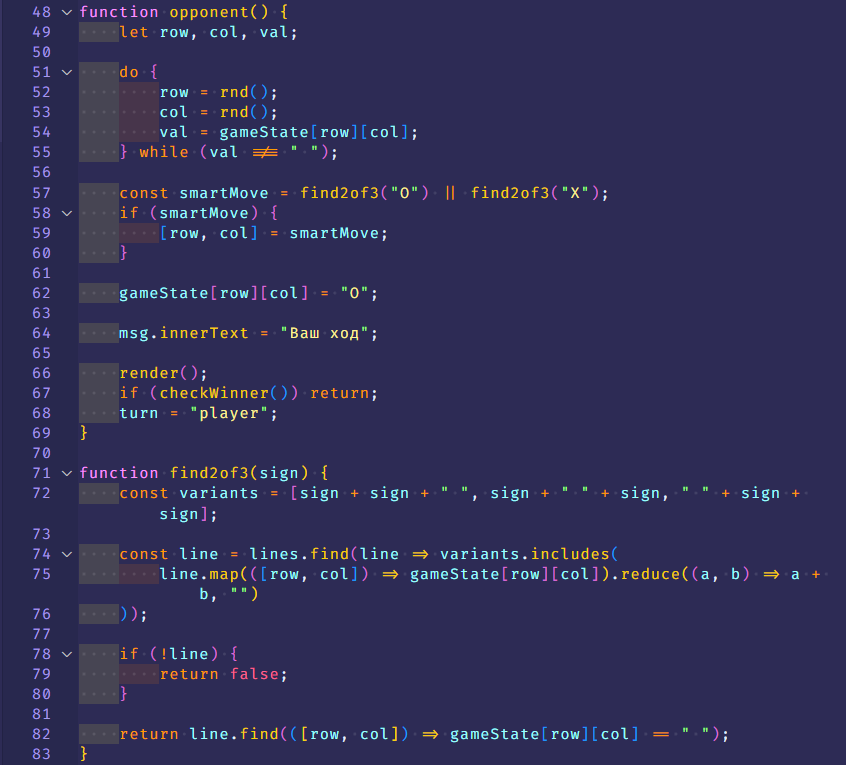 48 function opponent() {
49 let row, col, val;
50
51 do {
52 row = rnd();
53 col = rnd();
54 val = gameState[row][col];
55 } while (val != " ");
56
57 const smartMove = find2of3("O") || find2of3("X");
58 if (smartMove) {
59 [row, col] = smartMove;
60 }
61
62 gameState[row][col] = "O";
63
64 msg.innerText = "Ваш ход";
65
66 render();
67 if (checkWinner()) return;
68 turn = "player";
69 }
70
71 function find2of3(sign) {
72 const variants = [sign + sign + " ", sign + " " + sign, " " + sign +
sign];
73
74 const line = lines.find(line => variants.includes(
75 line.map(([row, col]) => gameState[row][col]).reduce((a, b) => a +
b, "")
76 ));
77
78 if (!line) {
79 return false;
80 }
81
82 return line.find(([row, col]) => gameState[row][col] == " ");
83 }